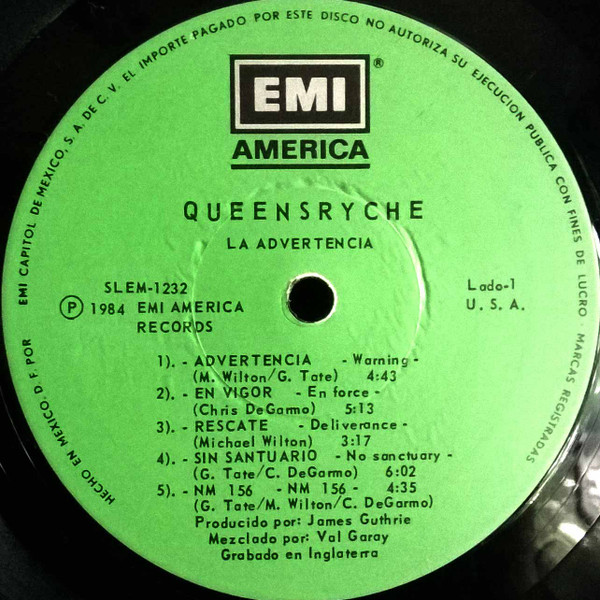 HECHO EN MEXICO, D. F. POR EMI CAPITOL DE MEXICO, S. A. DE C. V. EL IMPORTE PAGADO POR ESTE DISCO NO AUTORIZA SU EJECUCION PUBLICA CON FINES DE LUCRO · MARCAS REGISTRADAS
EMI®
AMERICA
QUEENSRYCHE
LA ADVERTENCIA
SLEM-1232
Ⓟ 1984 EMI AMERICA
RECORDS
Lado-1
U. S. A.
1). - ADVERTENCIA - Warning -
(M. Wilton/G. Tate) 4:43
2). - EN VIGOR - En force -
(Chris DeGarmo) 5:13
3). - RESCATE - Deliverance -
(Michael Wilton) 3:17
4). - SIN SANTUARIO - No sanctuary -
(G. Tate/C. DeGarmo) 6:02
5). - NM 156 - NM 156 - 4:35
(G. Tate/M. Wilton/C. DeGarmo)
Producido por: James Guthrie
Mezclado por: Val Garay
Grabado en Inglaterra